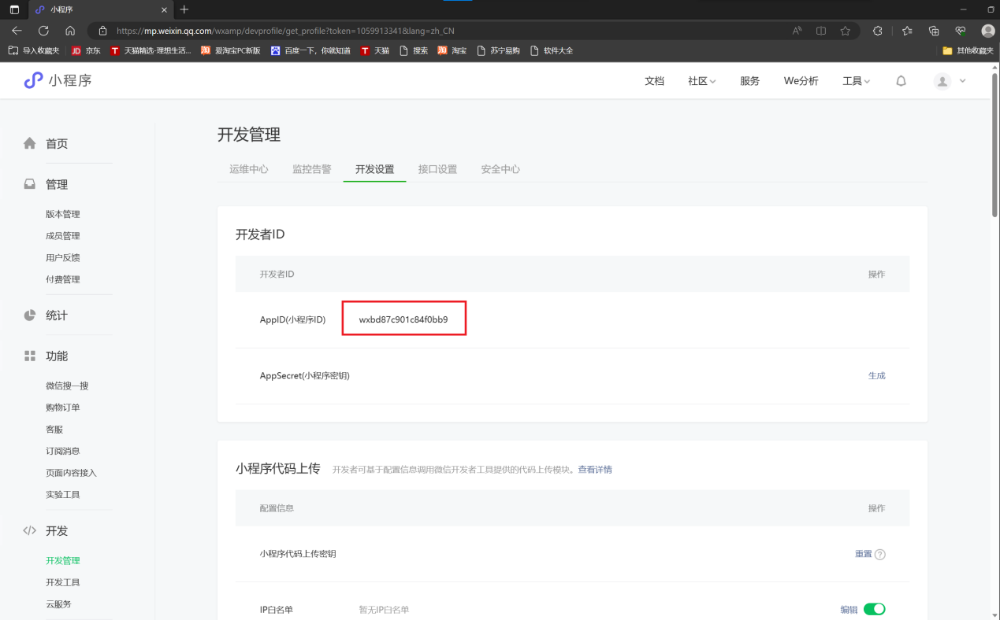 小程序
https://mp.weixin.qq.com/wxamp/devprofile/get_profile?token=1059913341&lang=zh_CN
导入收藏夹 JD 京东 T 天猫精选-理想生活... 淘 爱淘宝PC新版 百度一下，你就知道 T 天猫 搜索 淘 淘宝 苏宁易购 软件大全 其他收藏夹
小程序 文档 社区 服务 We分析 工具
首页
管理
版本管理
成员管理
用户反馈
付费管理
统计
功能
微信搜一搜
购物订单
客服
订阅消息
页面内容接入
实验工具
开发
开发管理
开发工具
云服务
开发管理
运维中心 监控告警 开发设置 接口设置 安全中心
开发者ID
开发者ID 操作
AppID(小程序ID) wxbd87c901c84f0bb9
AppSecret(小程序密钥) 生成
小程序代码上传 开发者可基于配置信息调用微信开发者工具提供的代码上传模块。查看详情
配置信息 操作
小程序代码上传密钥 重置 ?
IP白名单 暂无IP白名单 编辑